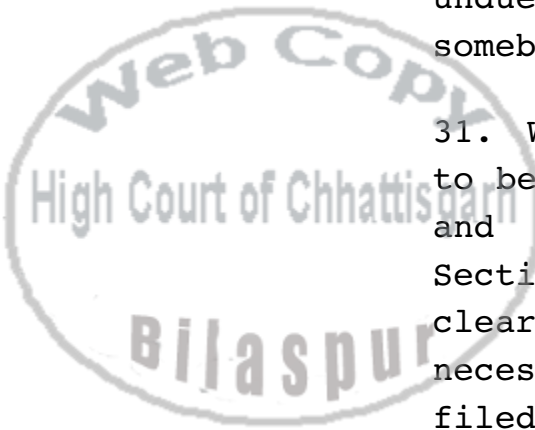 undue
someb
Web Copy
31. W
to be
High Court of Chhattisgarh
and
Secti
clear
Bilaspur
neces
filed